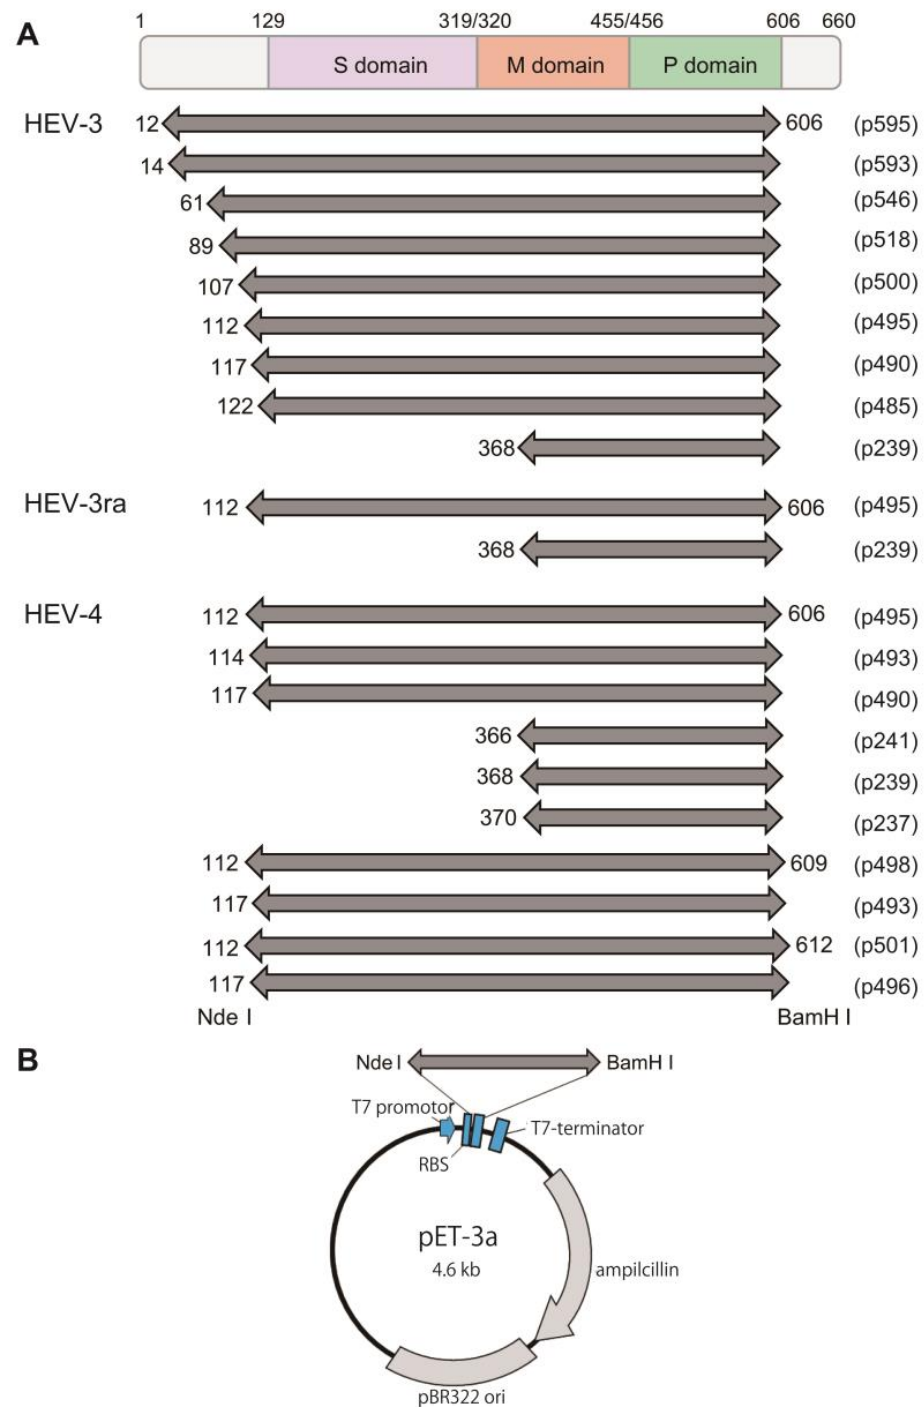 A
1 129 319/320 455/456 606 660
S domain M domain P domain
HEV-3 12 606 (p595)
14 (p593)
61 (p546)
89 (p518)
107 (p500)
112 (p495)
117 (p490)
122 (p485)
368 (p239)
HEV-3ra 112 606 (p495)
368 (p239)
HEV-4 112 606 (p495)
114 (p493)
117 (p490)
366 (p241)
368 (p239)
370 (p237)
112 609 (p498)
117 (p493)
112 612 (p501)
117 (p496)
Nde I BamH I
B
Nde I BamH I
T7 promotor
T7-terminator
RBS
pET-3a
4.6 kb
ampilcillin
pBR322 ori